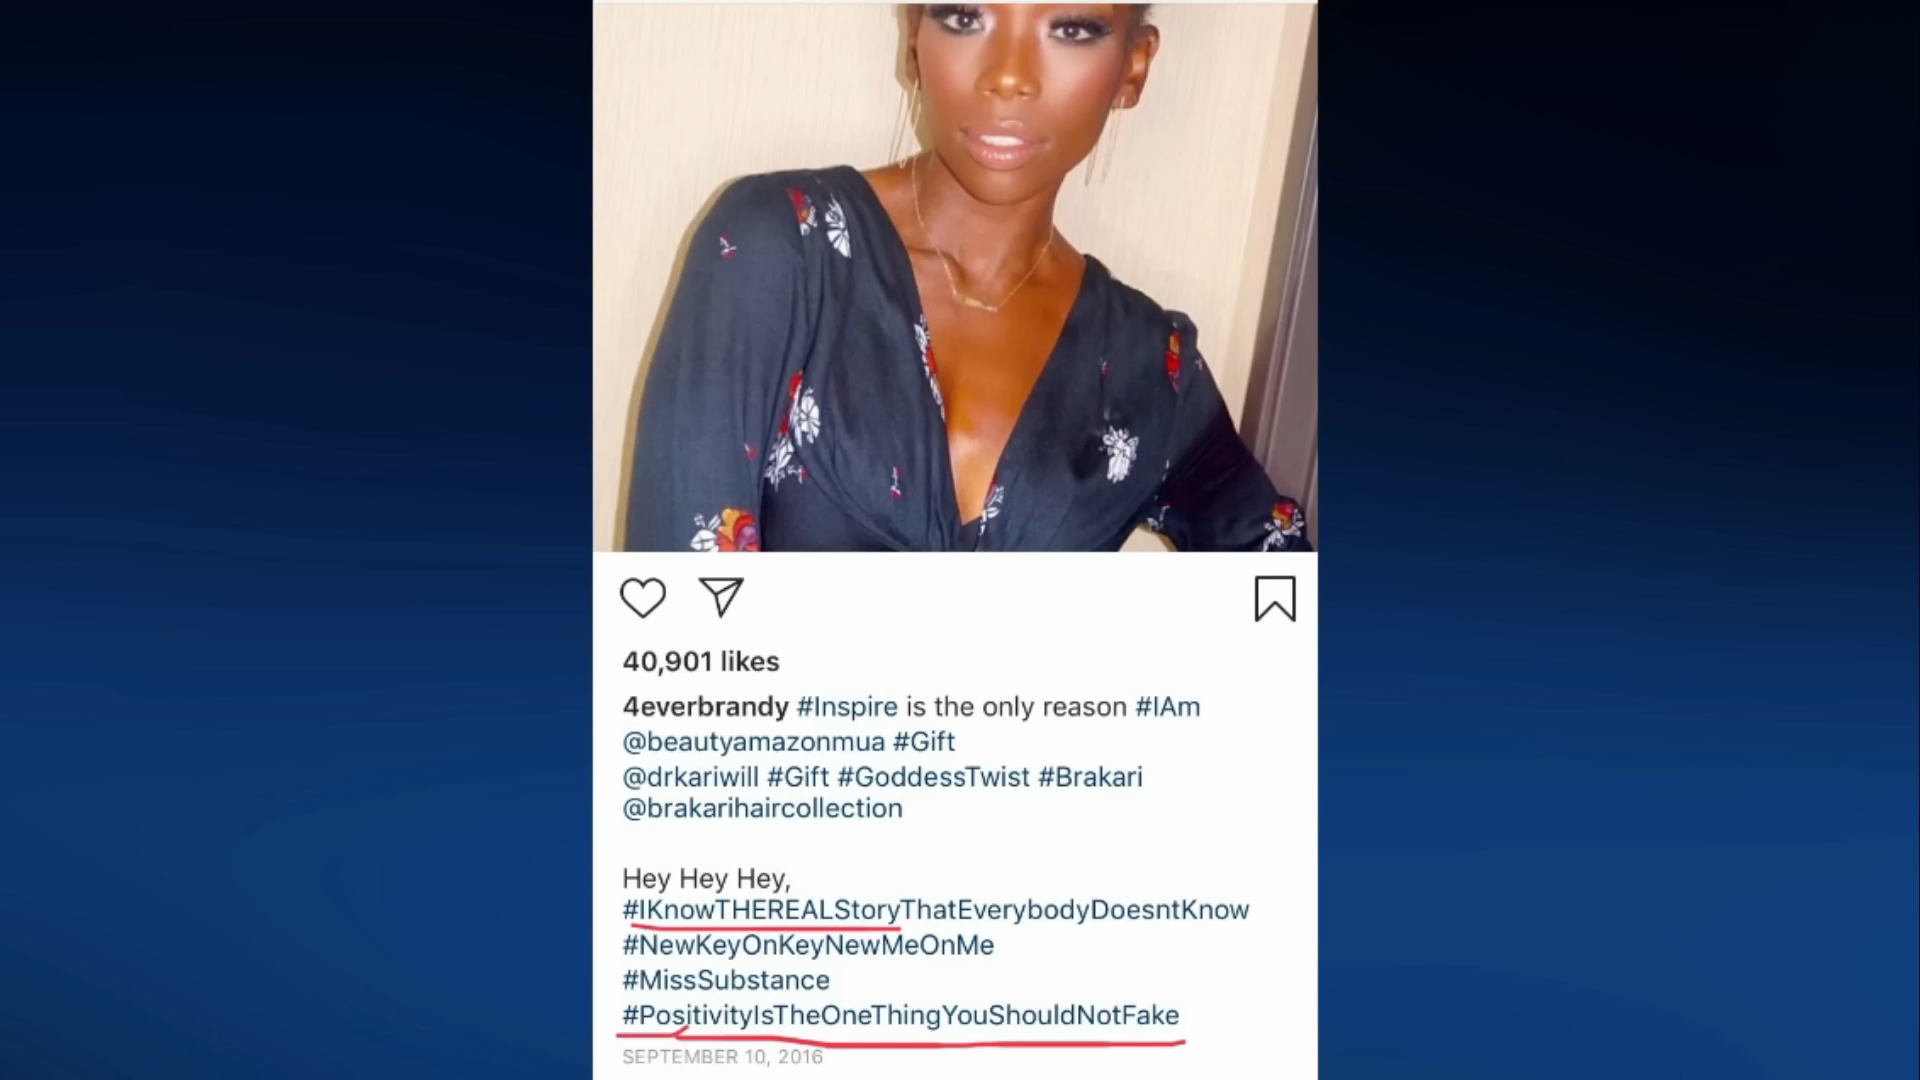 40,901 likes
4everbrandy #Inspire is the only reason #IAm
@beautyamazonmua #Gift
@drkariwill #Gift #GoddessTwist #Brakari
@brakarihaircollection
Hey Hey Hey,
#IKnowTHEREALStoryThatEverybodyDoesntKnow
#NewKeyOnKeyNewMeOnMe
#MissSubstance
#PositivityIsTheOneThingYouShouldNotFake
SEPTEMBER 10, 2016